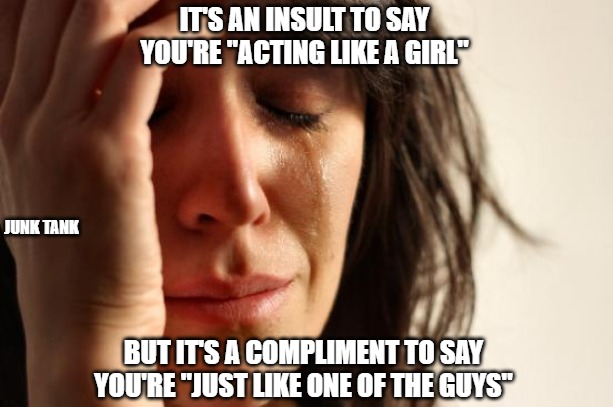 IT'S AN INSULT TO SAY
YOU'RE "ACTING LIKE A GIRL"
JUNK TANK
BUT IT'S A COMPLIMENT TO SAY
YOU'RE "JUST LIKE ONE OF THE GUYS"